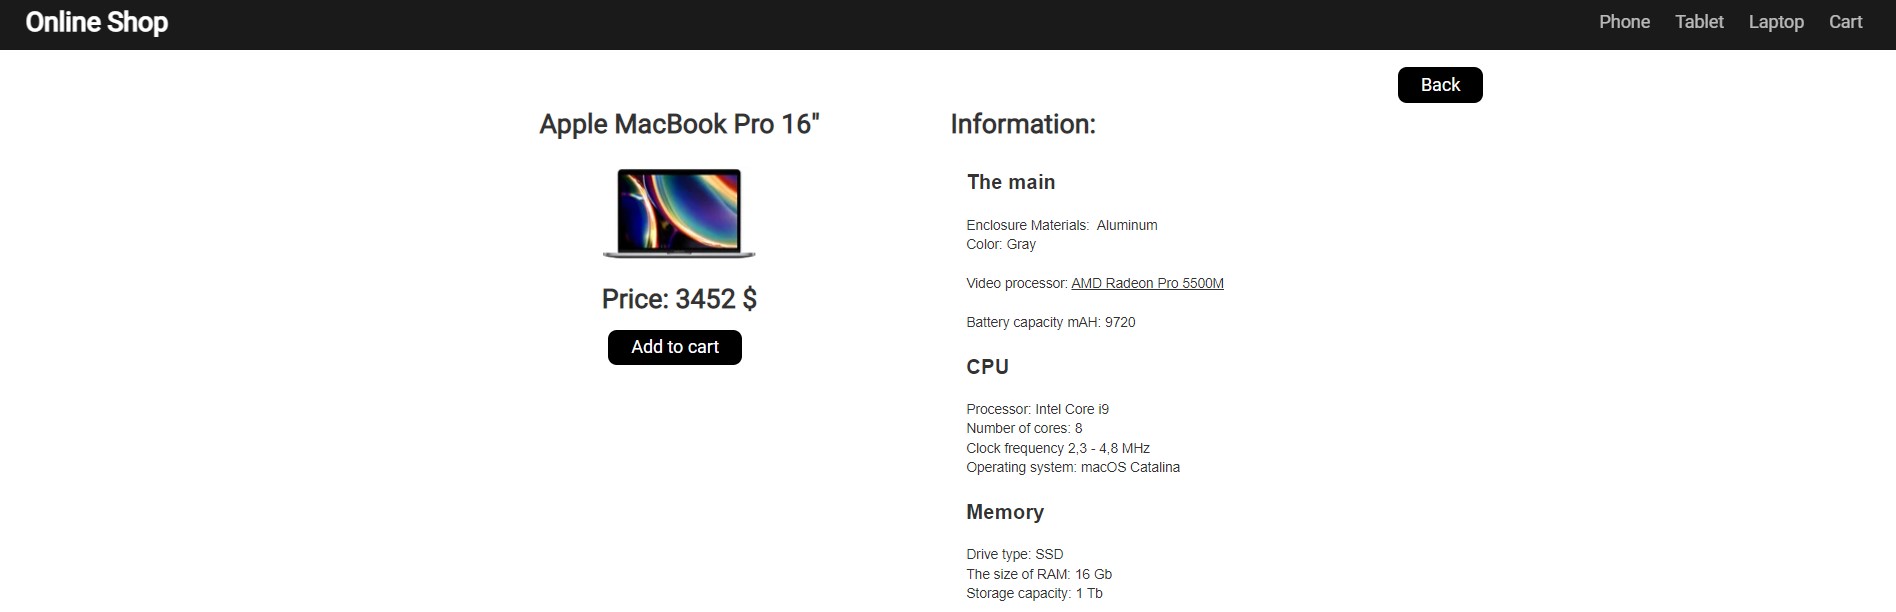 Online Shop
Phone Tablet Laptop Cart
Back
Apple MacBook Pro 16"
Price: 3452 $
Add to cart
Information:
The main
Enclosure Materials:  Aluminum
Color: Gray
Video processor: AMD Radeon Pro 5500M
Battery capacity mAH: 9720
CPU
Processor: Intel Core i9
Number of cores: 8
Clock frequency 2,3 - 4,8 MHz
Operating system: macOS Catalina
Memory
Drive type: SSD
The size of RAM: 16 Gb
Storage capacity: 1 Tb